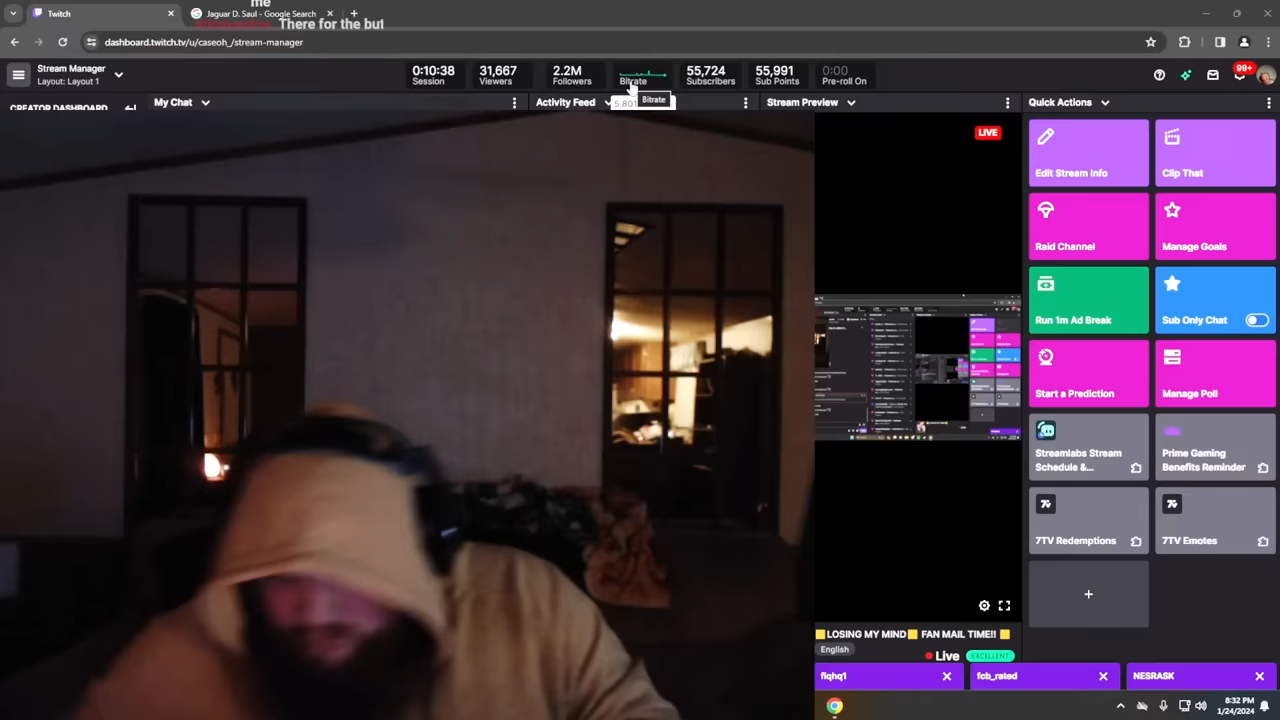 me
Twitch
Jaguar D. Saul - Google Search
There for the but
dashboard.twitch.tv/u/caseoh_/stream-manager
Stream Manager
Layout: Layout 1
0:10:38
Session
31,667
Viewers
2.2M
Followers
Bitrate
55,724
Subscribers
55,991
Sub Points
0:00
Pre-roll On
99+
CREATOR DASHBOARD
My Chat
Activity Feed
5,801
Bitrate
Stream Preview
Quick Actions
LIVE
Edit Stream Info
Clip That
Raid Channel
Manage Goals
Run 1m Ad Break
Sub Only Chat
Start a Prediction
Manage Poll
Streamlabs Stream
Schedule &...
Prime Gaming
Benefits Reminder
7TV Redemptions
7TV Emotes
LOSING MY MIND FAN MAIL TIME!!
English
Live
EXCELLENT
fiqhq1
fcb_rated
NESRASK
8:32 PM
1/24/2024